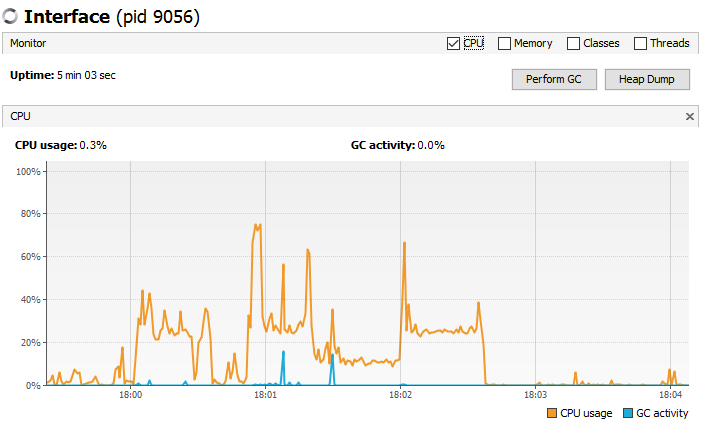 Interface (pid 9056)
Monitor CPU Memory Classes Threads
Uptime: 5 min 03 sec Perform GC Heap Dump
CPU ×
CPU usage: 0.3% GC activity: 0.0%
100%
80%
60%
40%
20%
0%
18:00 18:01 18:02 18:03 18:04
CPU usage GC activity